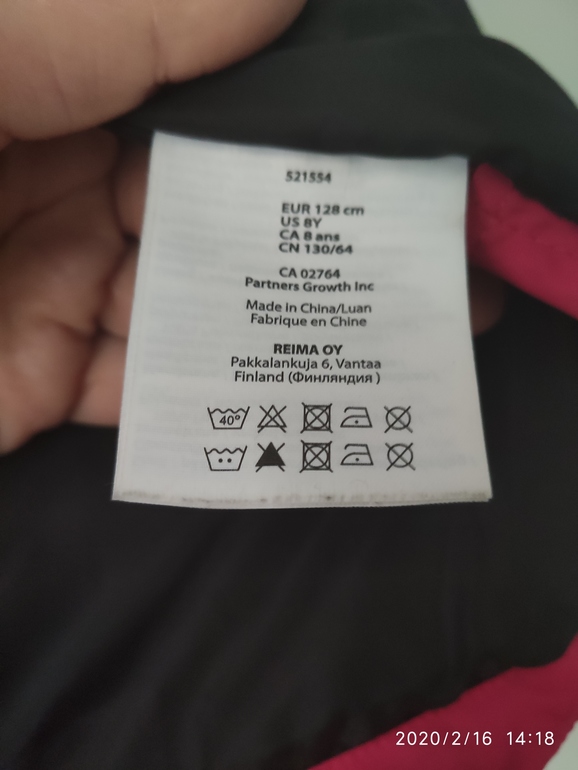 521554
EUR 128 cm
US 8Y
CA 8 ans
CN 130/64
CA 02764
Partners Growth Inc
Made in China/Luan
Fabrique en Chine
REIMA OY
Pakkalankuja 6, Vantaa
Finland (Финляндия )
40°
2020/2/16 14:18